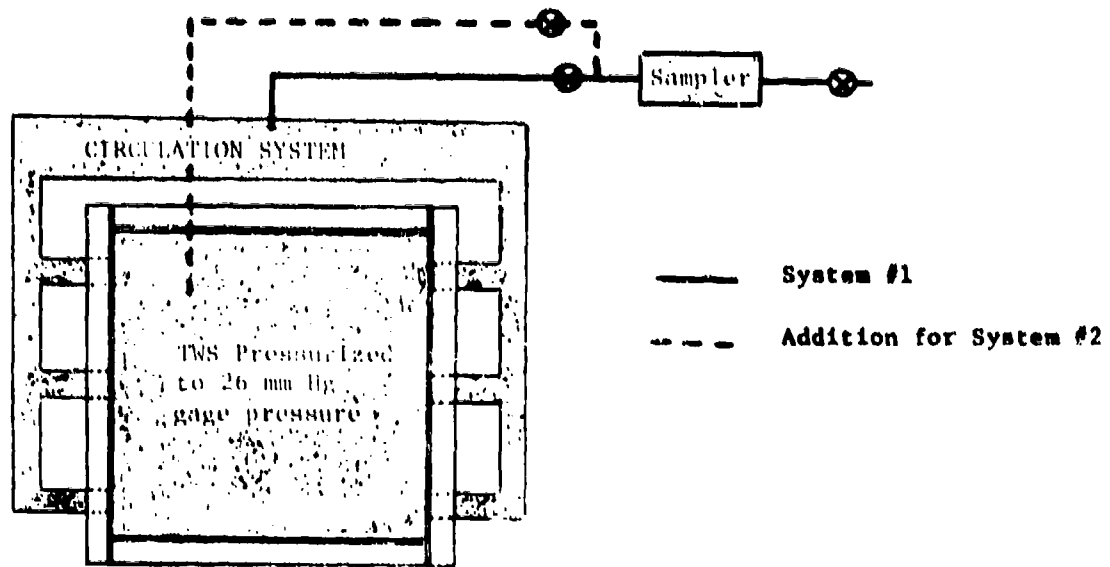 Sampler
CIRCULATION SYSTEM
System #1
TWS Pressurized
to 26 mm Hg
gage pressure
Addition for System #2